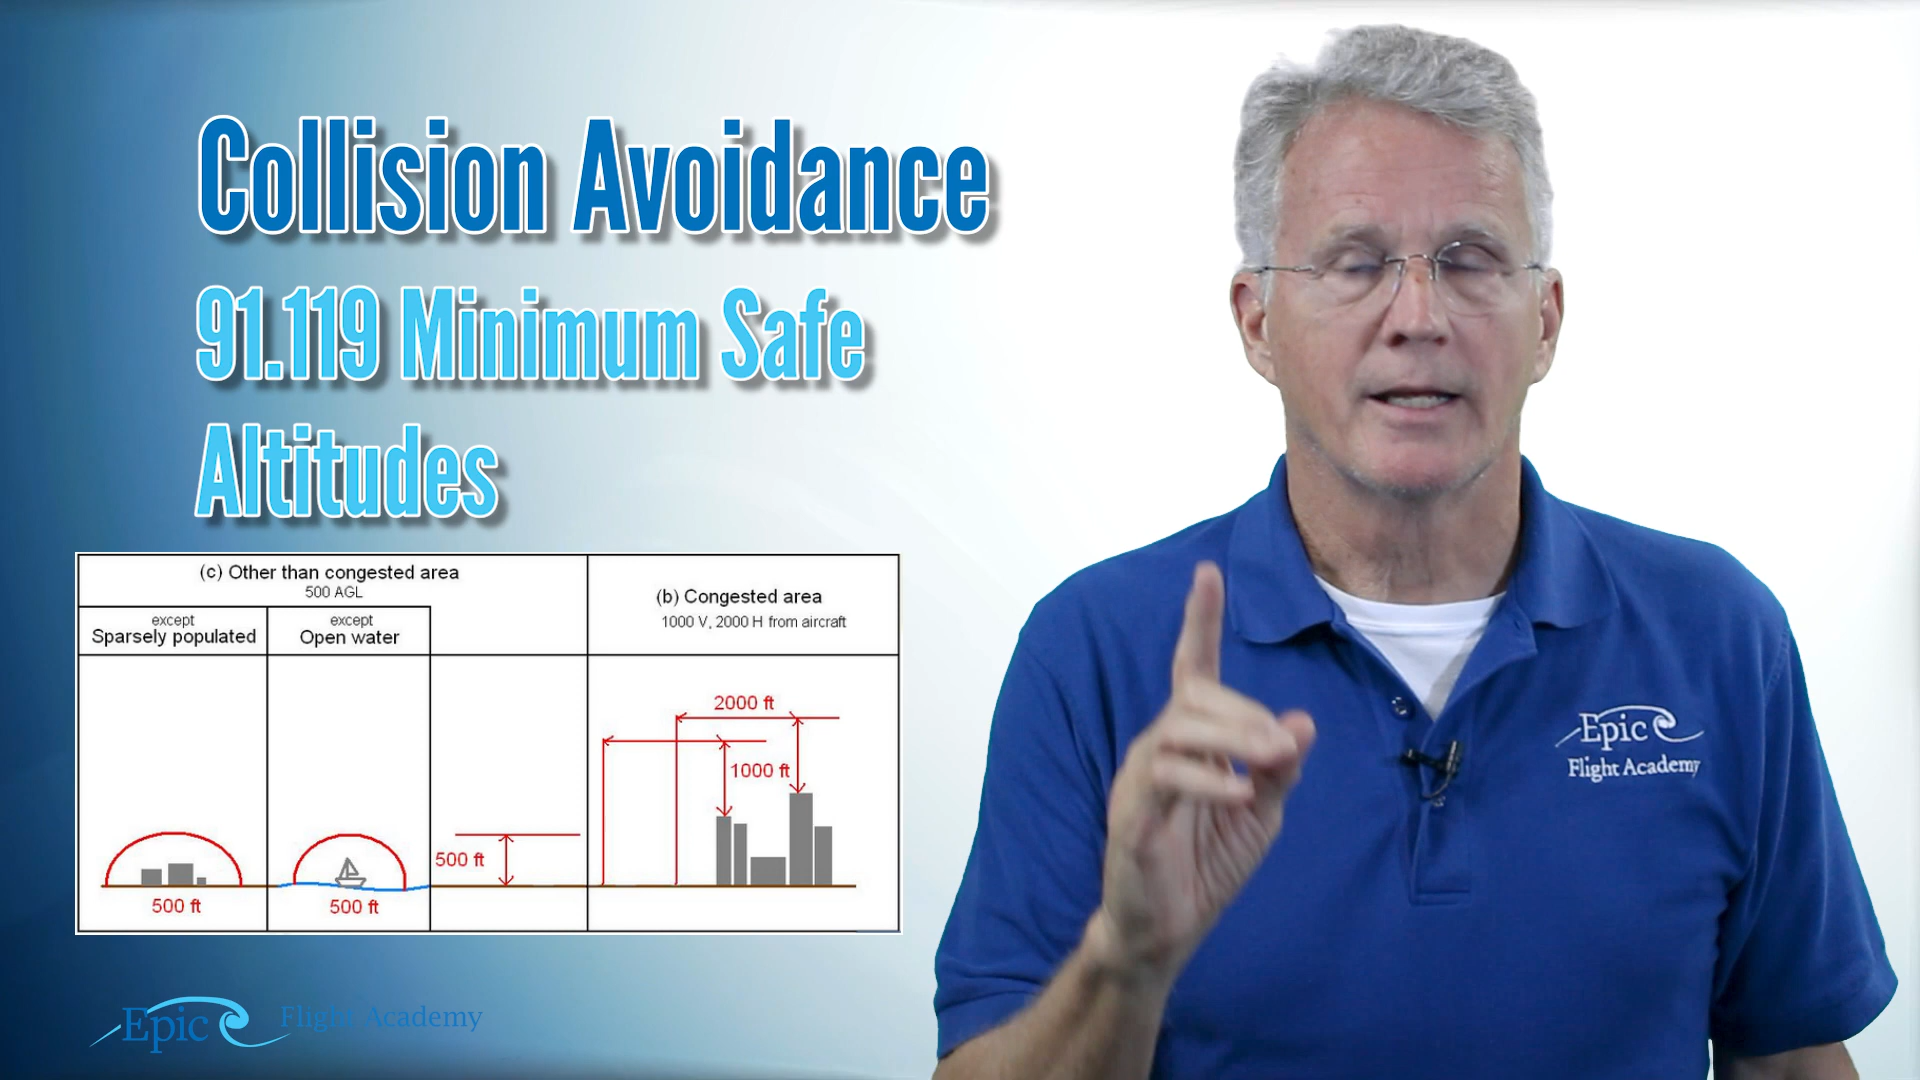 Collision Avoidance
91.119 Minimum Safe
Altitudes
(c) Other than congested area
500 AGL
except
Sparsely populated
except
Open water
(b) Congested area
1000 V, 2000 H from aircraft
500 ft
500 ft
500 ft
2000 ft
1000 ft
Epic
Flight Academy
Epic Flight Academy